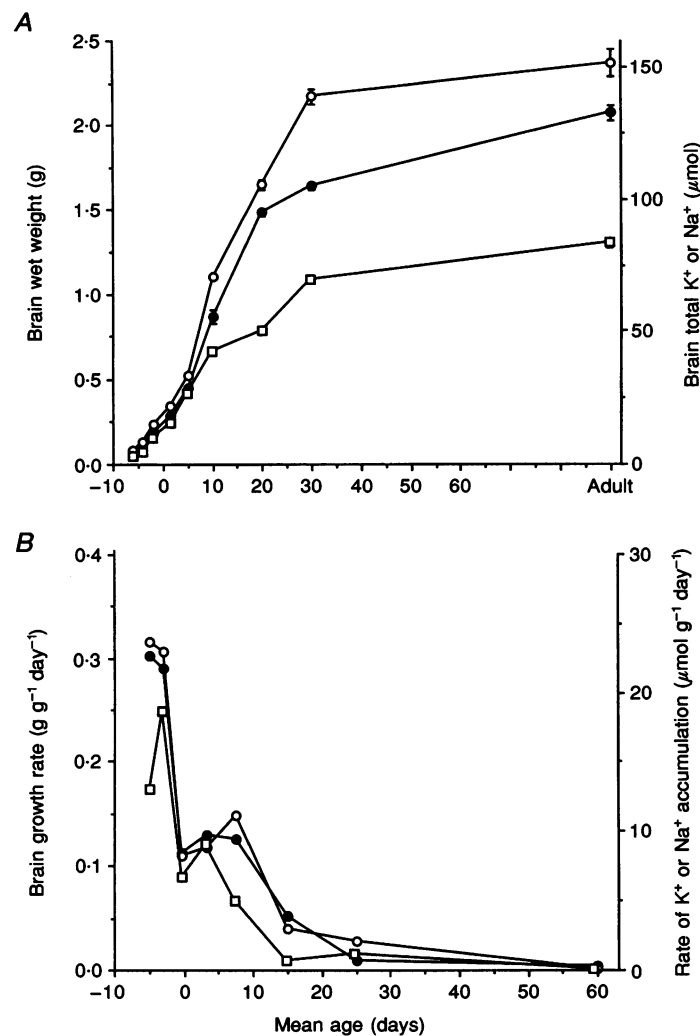 A
Brain wet weight (g)
2·5
2·0
1·5
1·0
0·5
0·0
150
100
50
0
Brain total K⁺ or Na⁺ (μmol)
−10 0 10 20 30 40 50 60 Adult
B
Brain growth rate (g g⁻¹ day⁻¹)
0·4
0·3
0·2
0·1
0·0
30
20
10
0
Rate of K⁺ or Na⁺ accumulation (μmol g⁻¹ day⁻¹)
−10 0 10 20 30 40 50 60
Mean age (days)